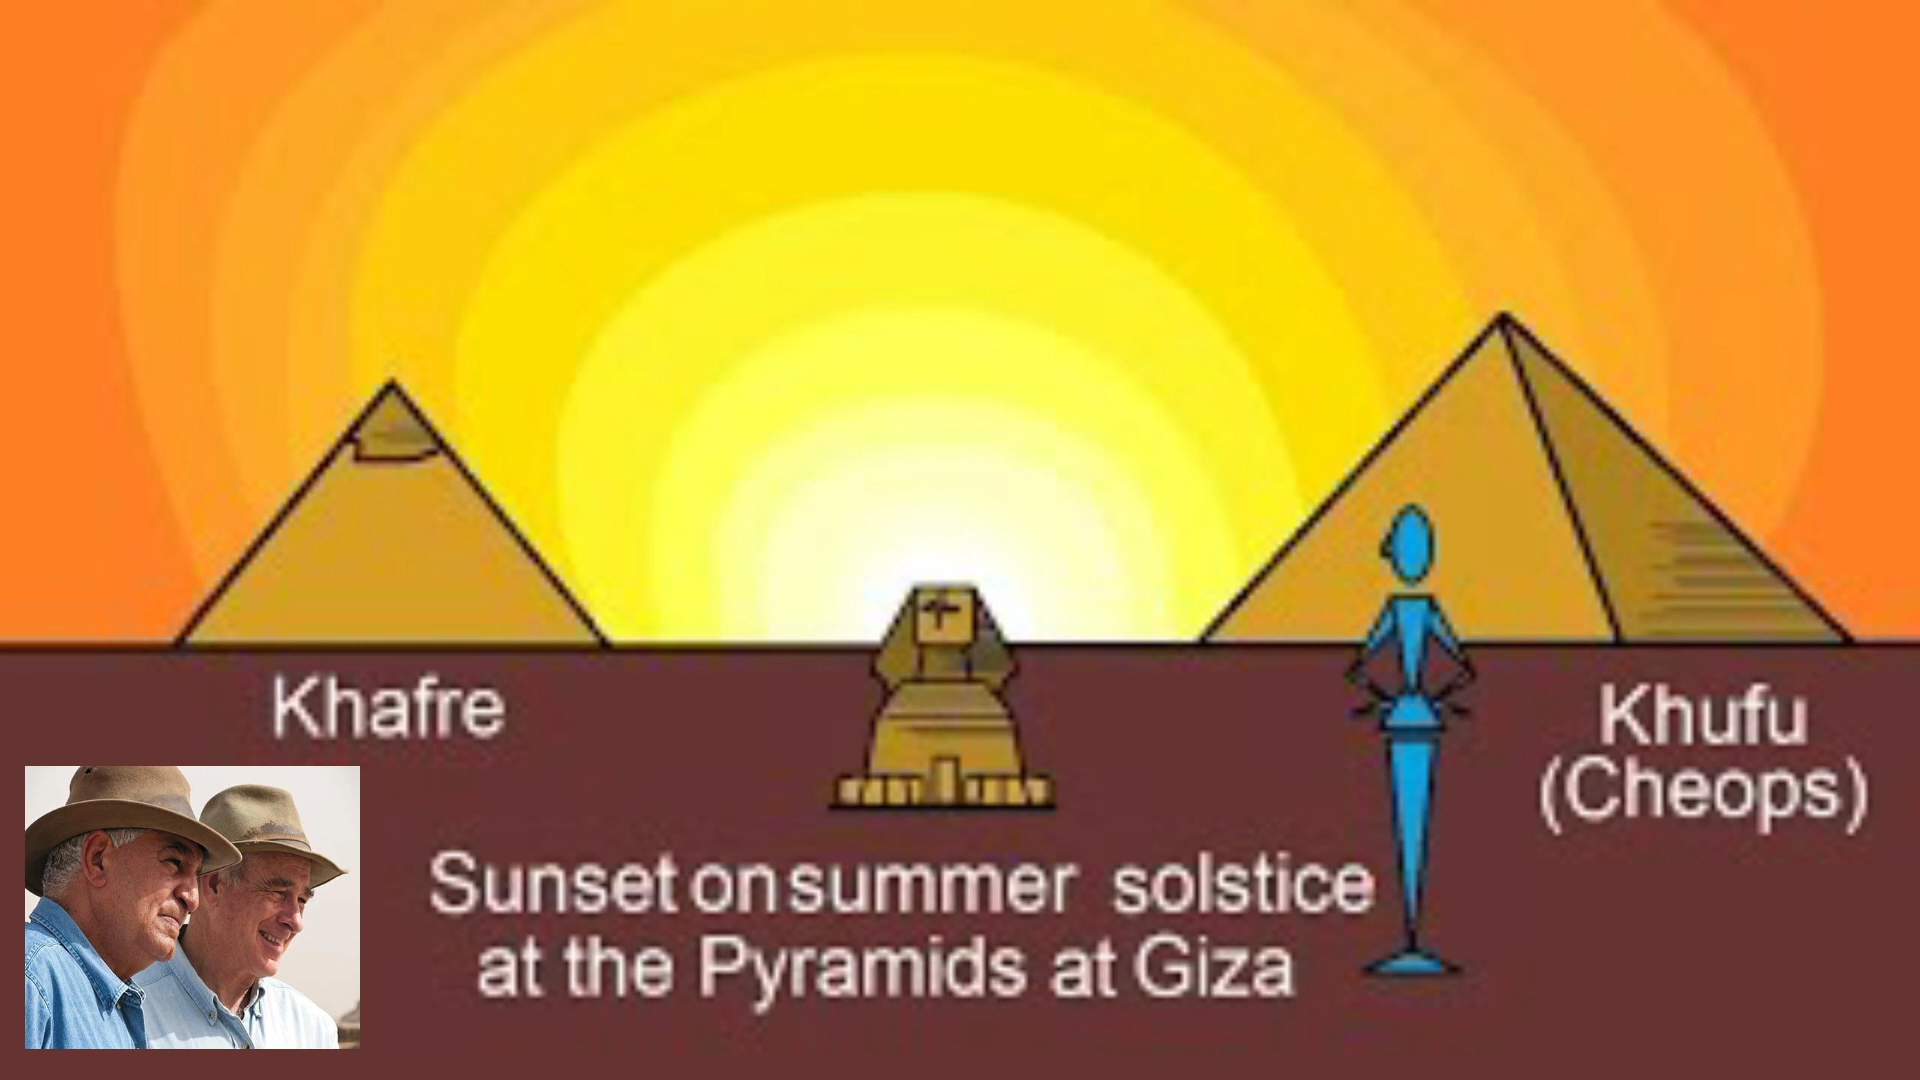 Khafre
Khufu
(Cheops)
Sunset on summer solstice
at the Pyramids at Giza